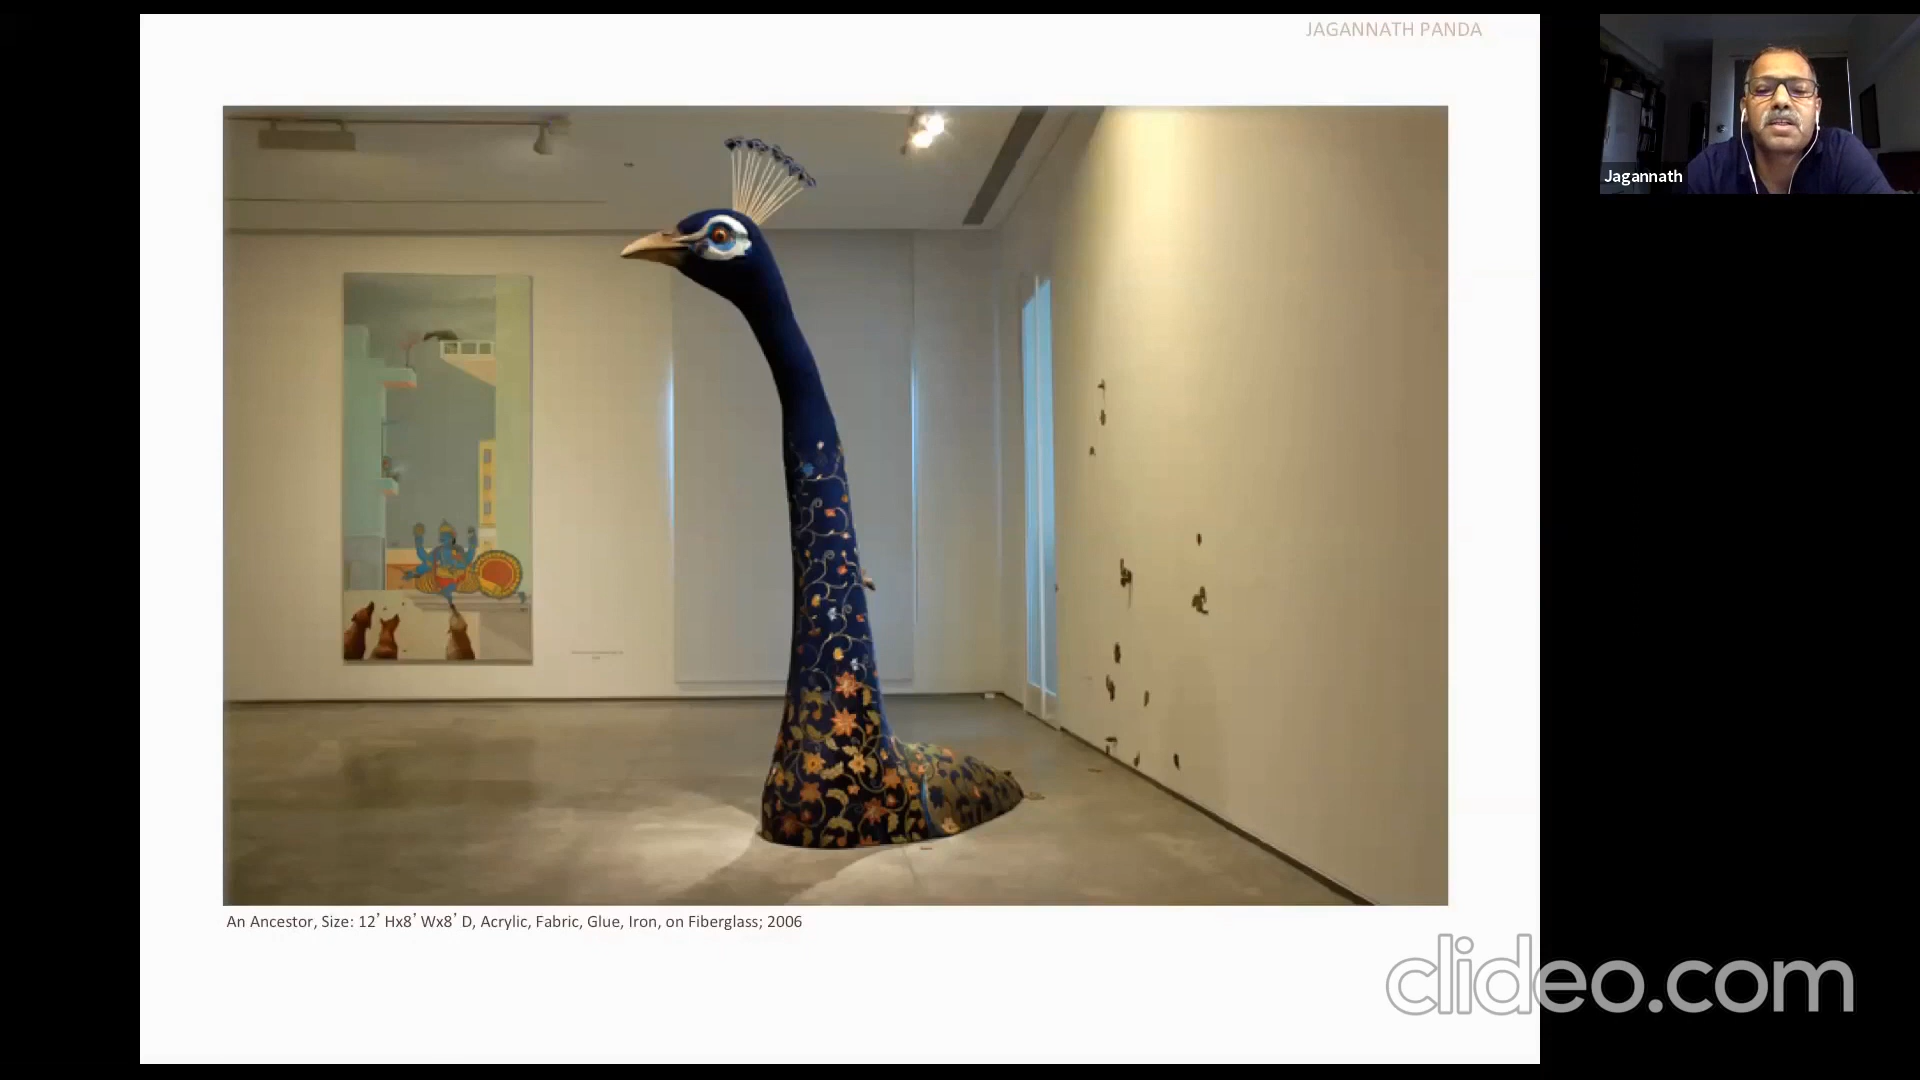 JAGANNATH PANDA
Jagannath
An Ancestor, Size: 12’ Hx8’ Wx8’ D, Acrylic, Fabric, Glue, Iron, on Fiberglass; 2006
clideo.com